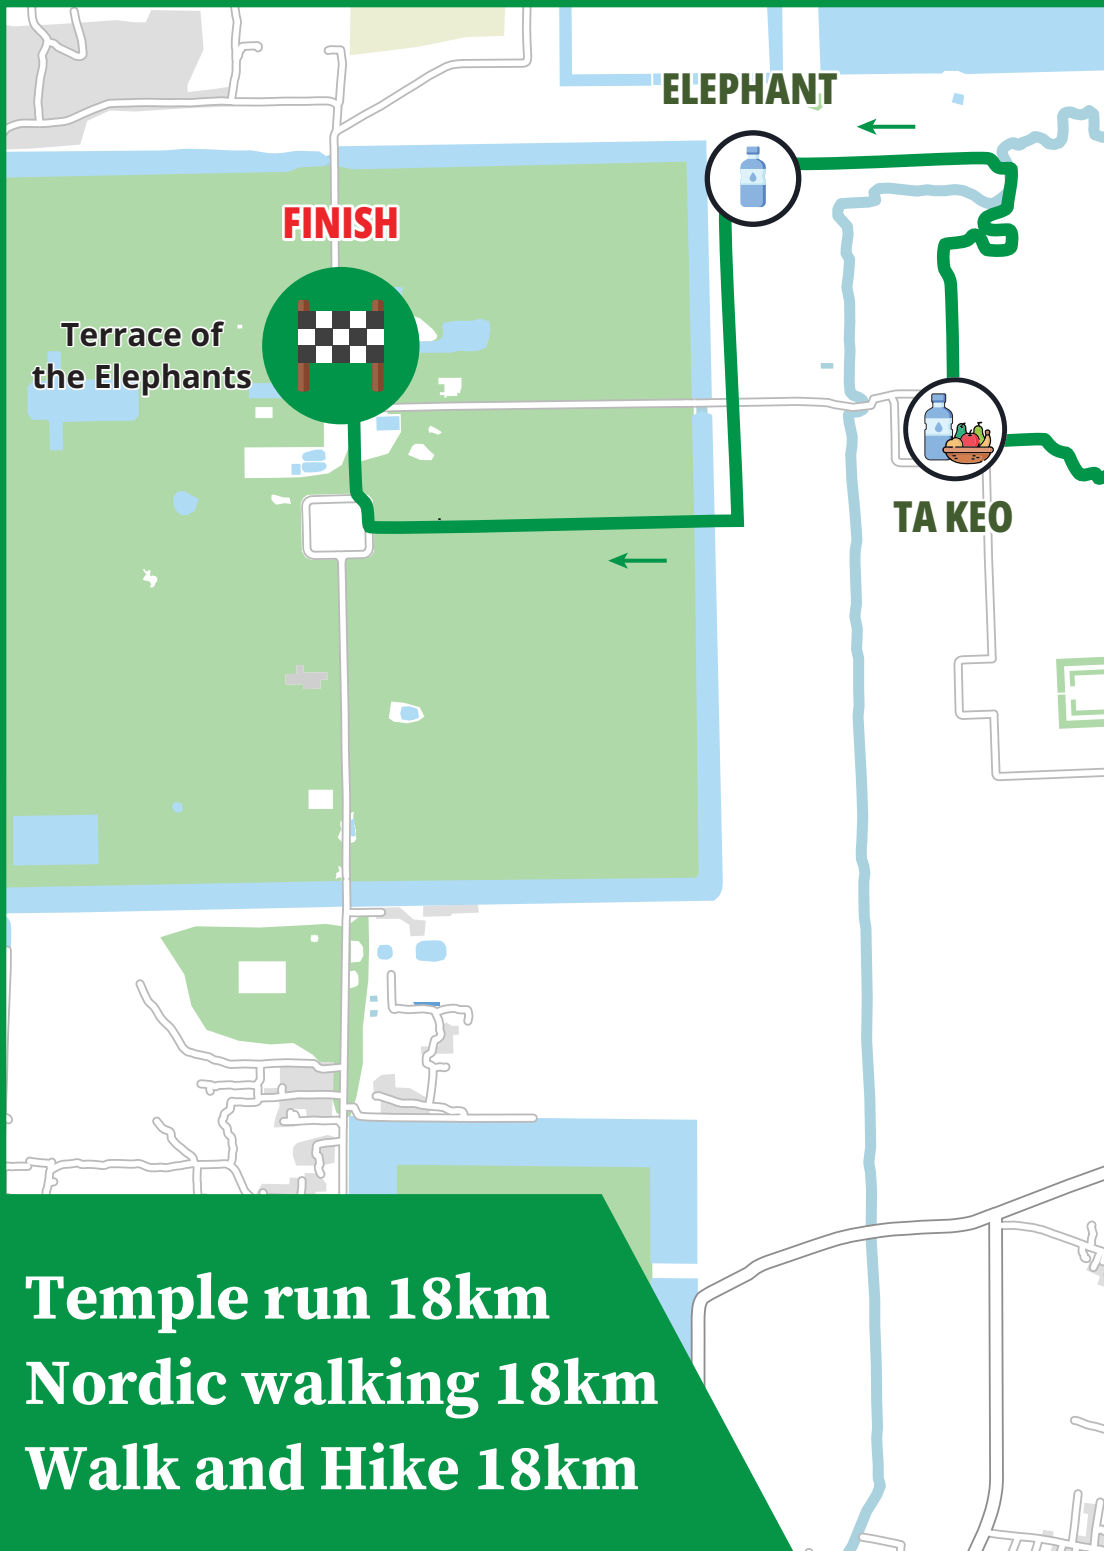 ELEPHANT
FINISH
Terrace of
the Elephants
TA KEO
Temple run 18km
Nordic walking 18km
Walk and Hike 18km